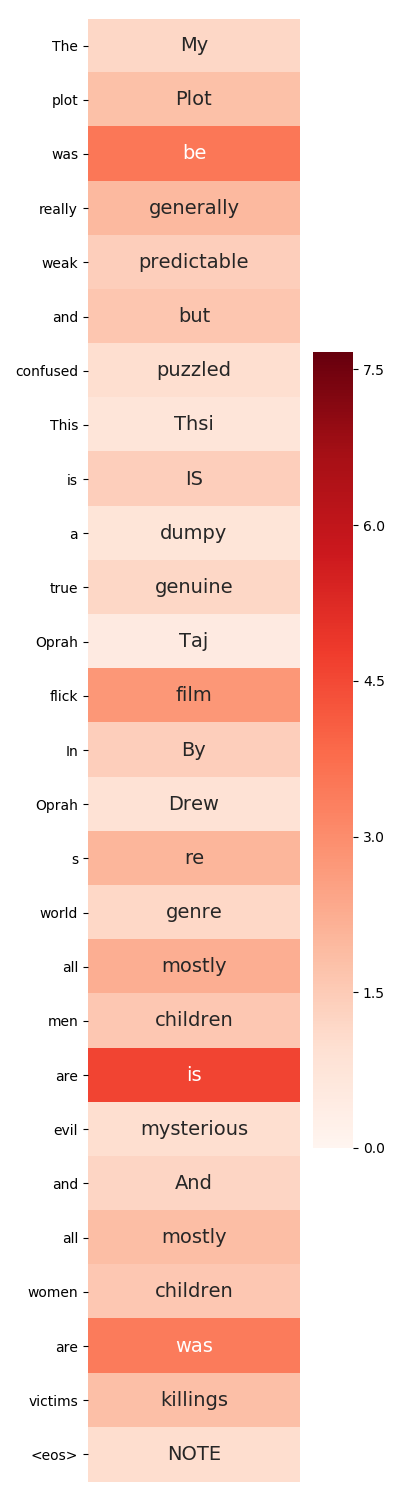 The My
plot Plot
was be
really generally
weak predictable
and but
confused puzzled
7.5
This Thsi
is IS
6.0
a dumpy
true genuine
Oprah Taj
4.5
flick film
In By
Oprah Drew
3.0
s re
world genre
all mostly
1.5
men children
are is
evil mysterious
0.0
and And
all mostly
women children
are was
victims killings
<eos> NOTE